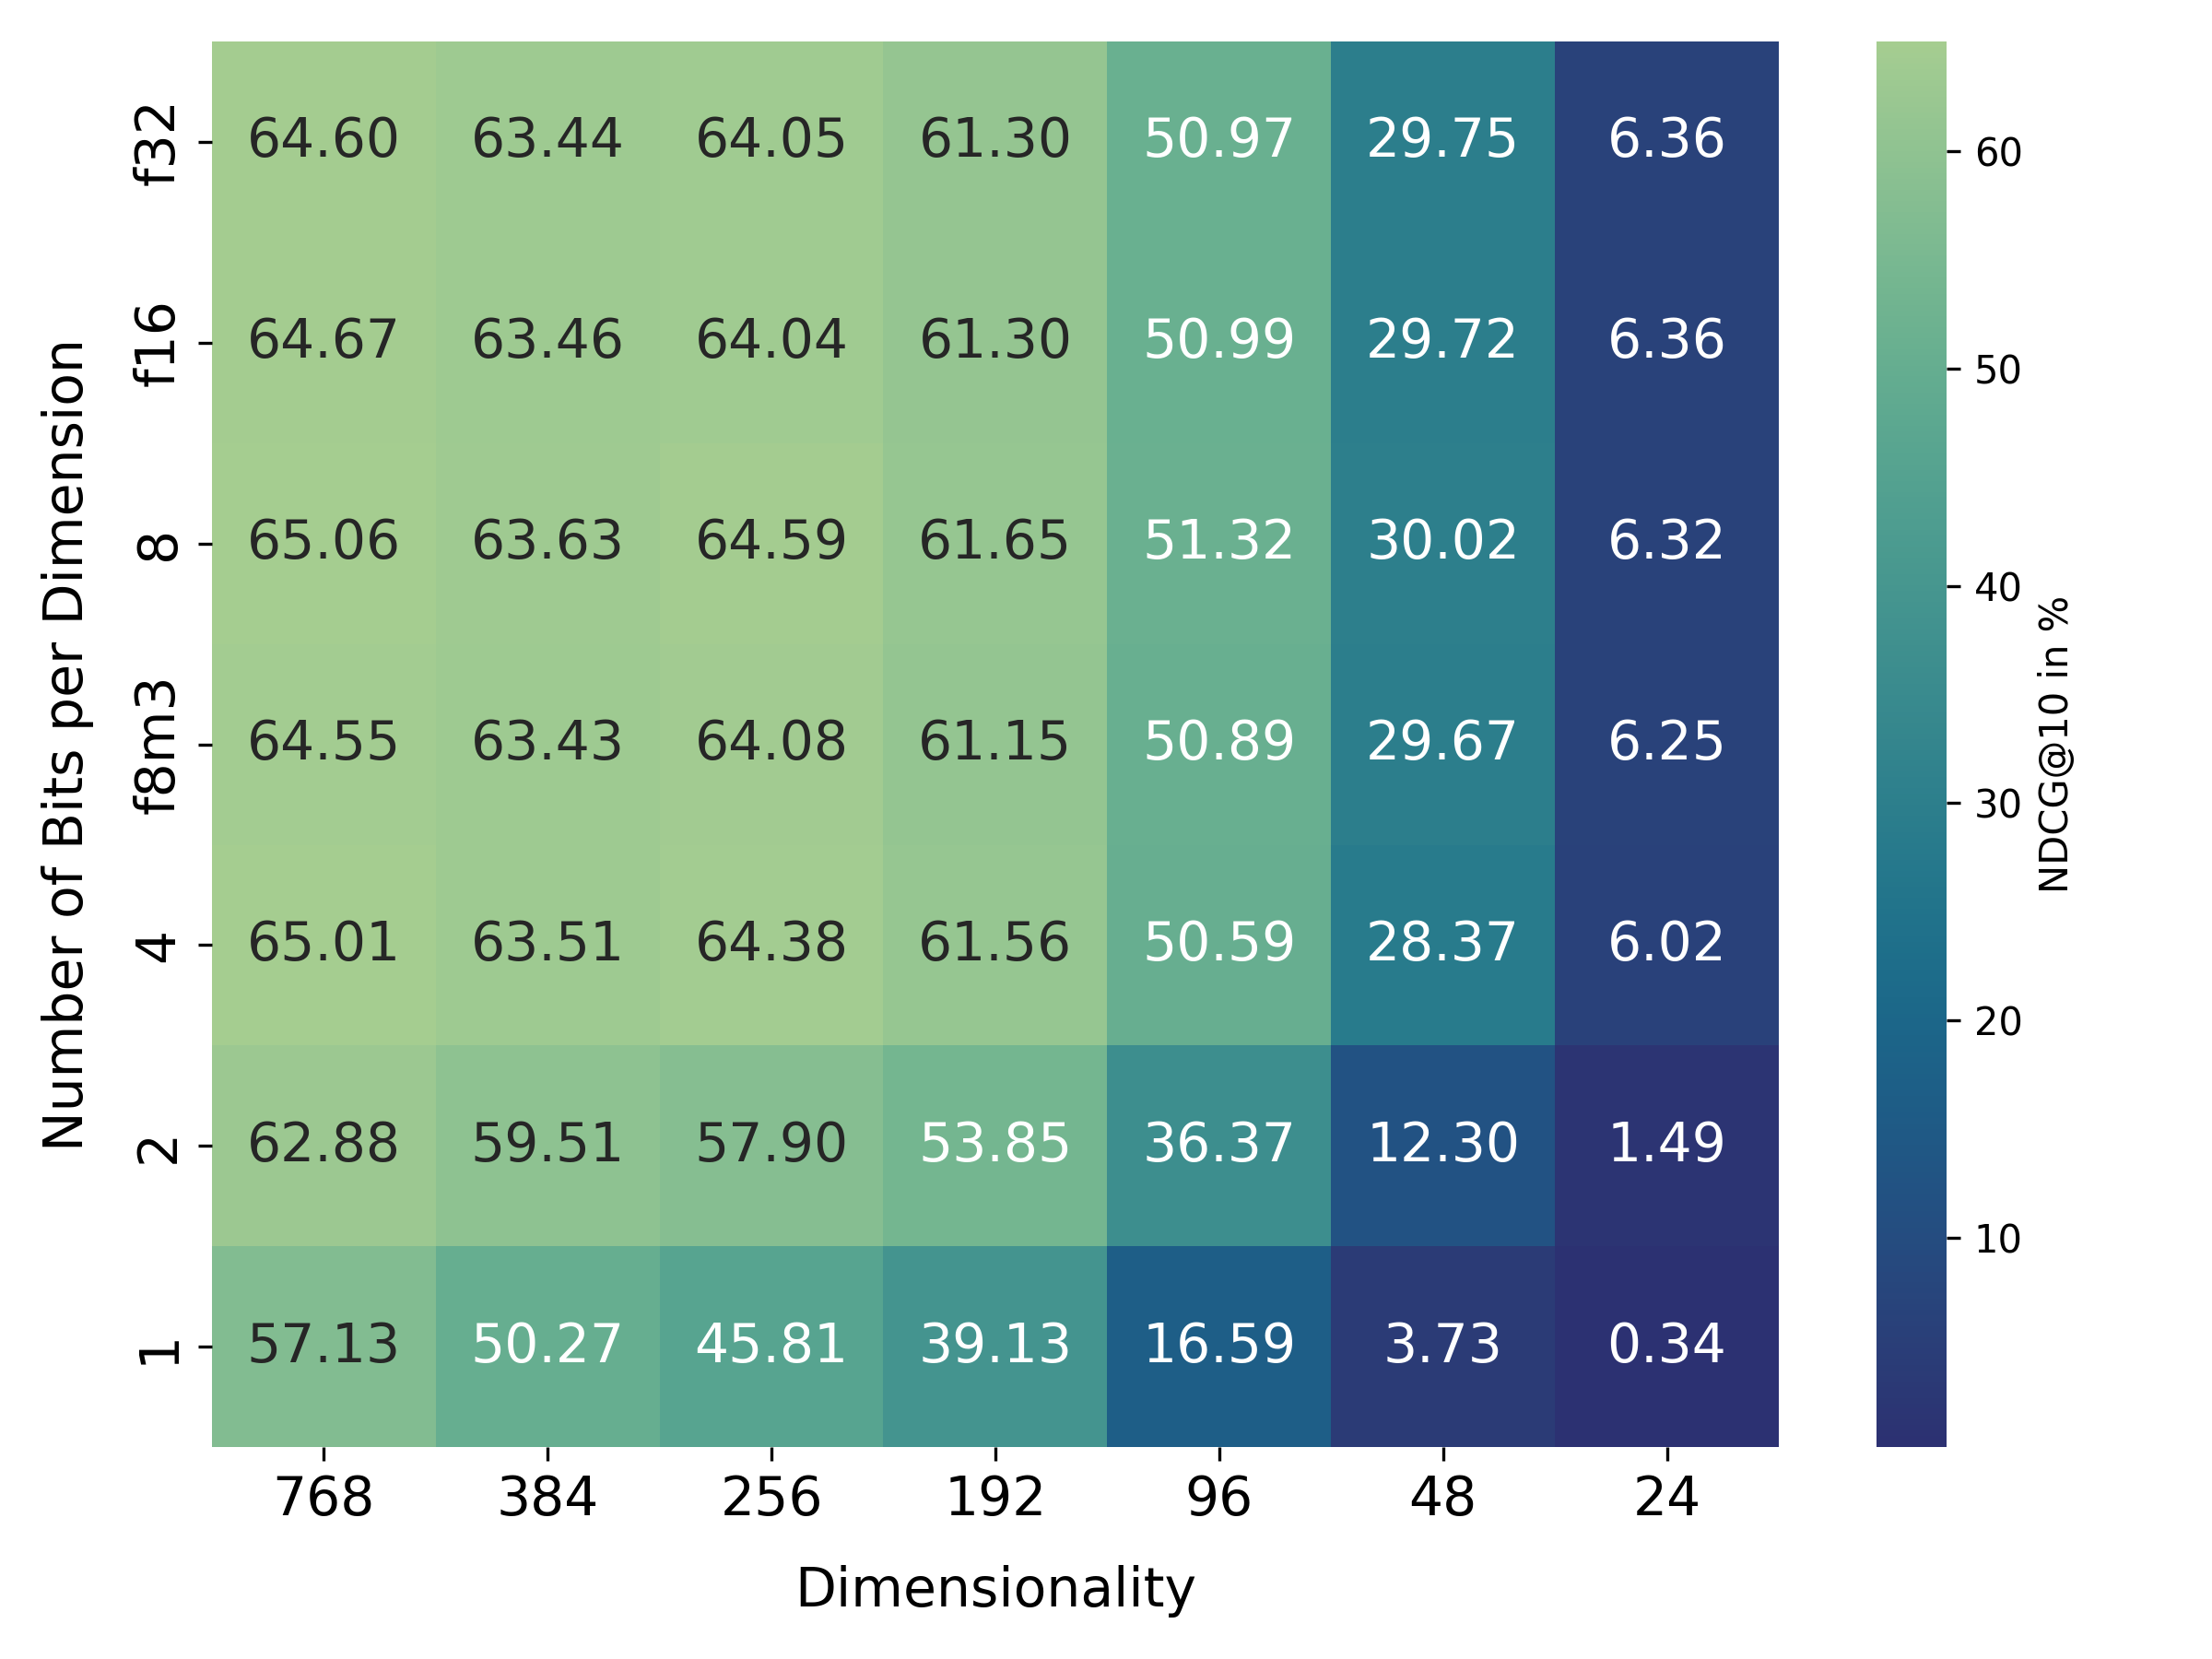 Number of Bits per Dimension
f32 64.60 63.44 64.05 61.30 50.97 29.75 6.36
f16 64.67 63.46 64.04 61.30 50.99 29.72 6.36
8 65.06 63.63 64.59 61.65 51.32 30.02 6.32
f8m3 64.55 63.43 64.08 61.15 50.89 29.67 6.25
4 65.01 63.51 64.38 61.56 50.59 28.37 6.02
2 62.88 59.51 57.90 53.85 36.37 12.30 1.49
1 57.13 50.27 45.81 39.13 16.59 3.73 0.34
768 384 256 192 96 48 24
Dimensionality
60
50
40
30
20
10
NDCG@10 in %